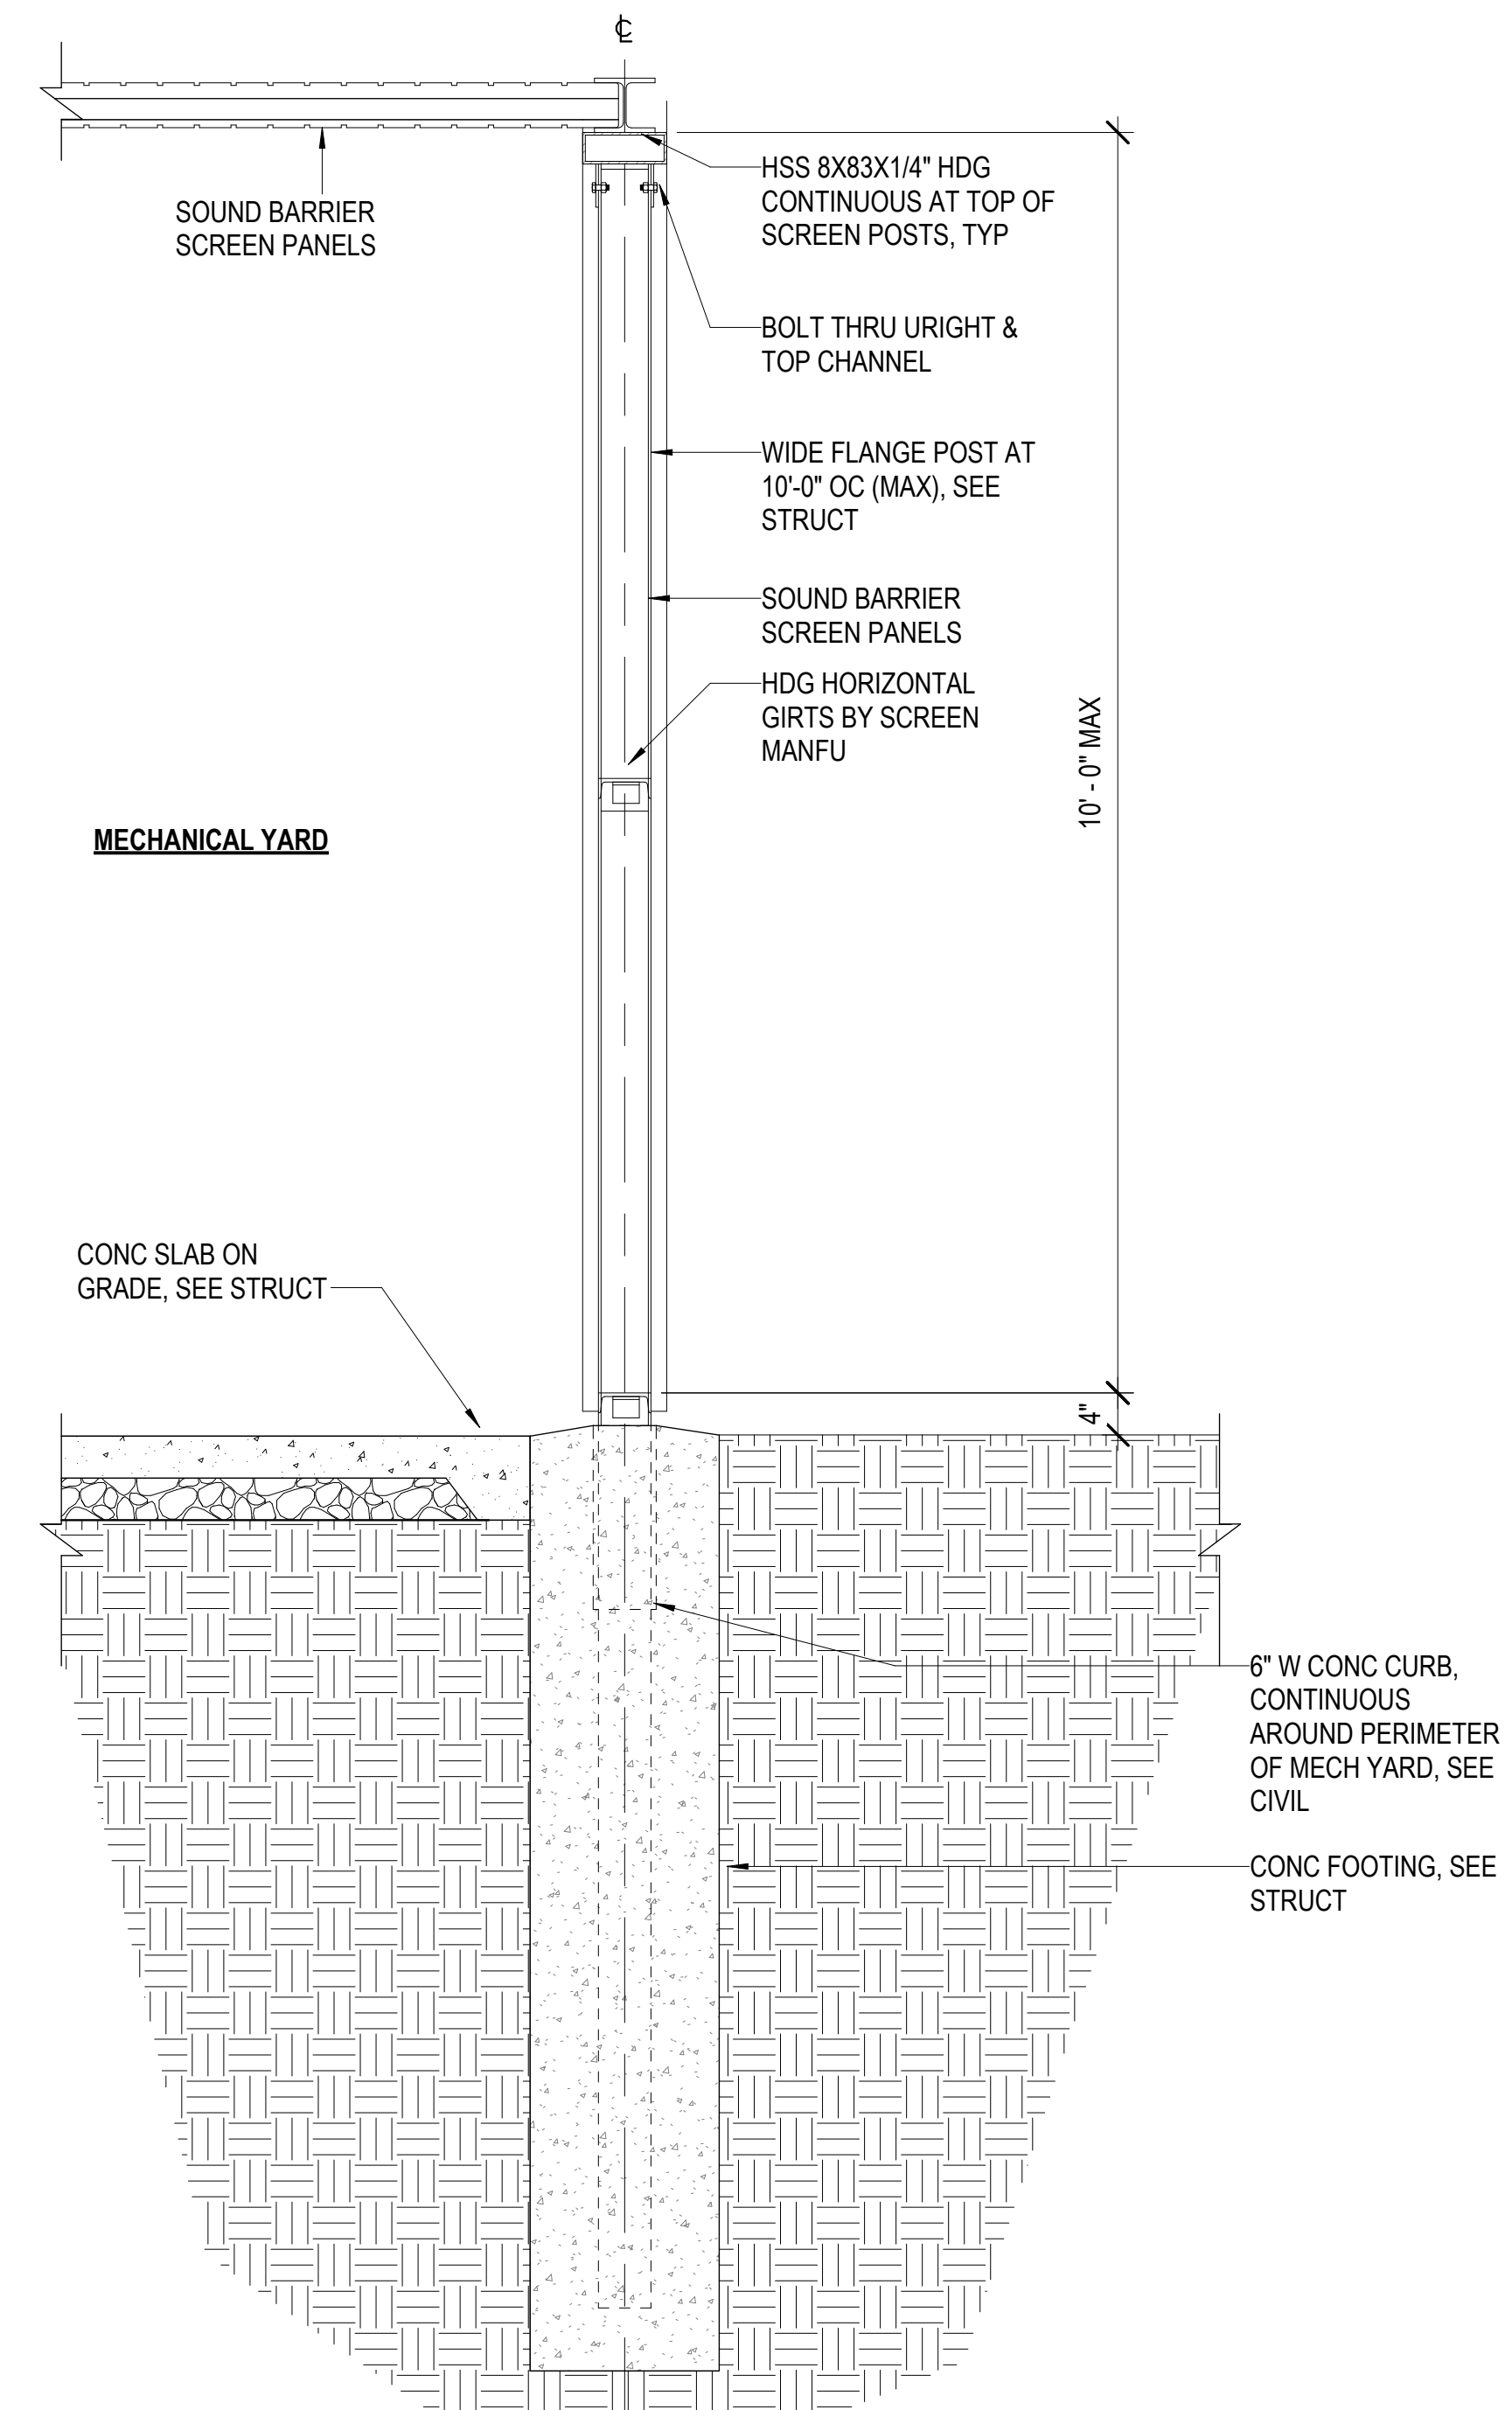 ℄
SOUND BARRIER
SCREEN PANELS
HSS 8X83X1/4" HDG
CONTINUOUS AT TOP OF
SCREEN POSTS, TYP
BOLT THRU URIGHT &
TOP CHANNEL
WIDE FLANGE POST AT
10'-0" OC (MAX), SEE
STRUCT
SOUND BARRIER
SCREEN PANELS
HDG HORIZONTAL
GIRTS BY SCREEN
MANFU
10' - 0" MAX
MECHANICAL YARD
CONC SLAB ON
GRADE, SEE STRUCT
4"
6" W CONC CURB,
CONTINUOUS
AROUND PERIMETER
OF MECH YARD, SEE
CIVIL
CONC FOOTING, SEE
STRUCT